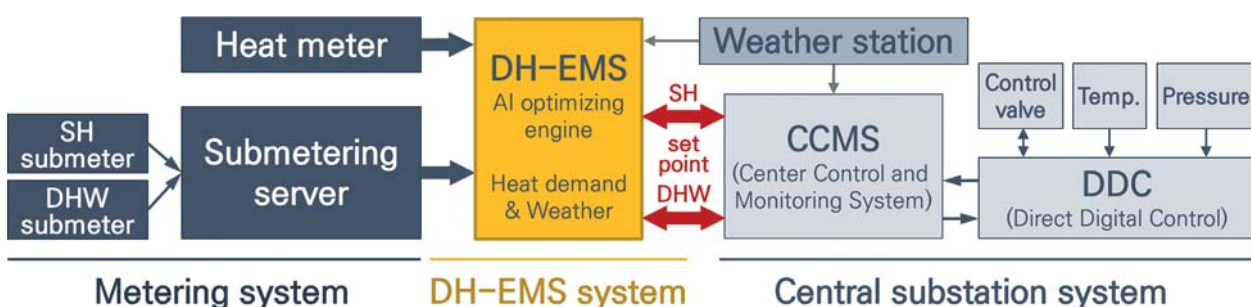 Heat meter
SH
submeter
DHW
submeter
Submetering
server
DH-EMS
AI optimizing
engine
Heat demand
& Weather
SH
set
point
DHW
Weather station
CCMS
(Center Control and
Monitoring System)
Control
valve
Temp.
Pressure
DDC
(Direct Digital Control)
Metering system
DH-EMS system
Central substation system